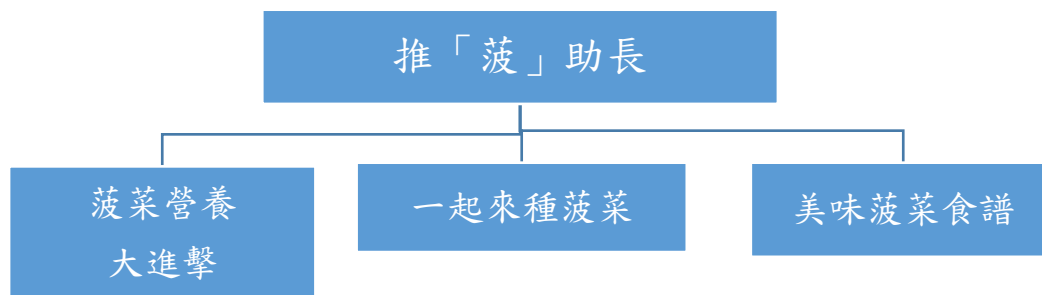 推「菠」助長
菠菜營養
大進擊
一起來種菠菜
美味菠菜食譜